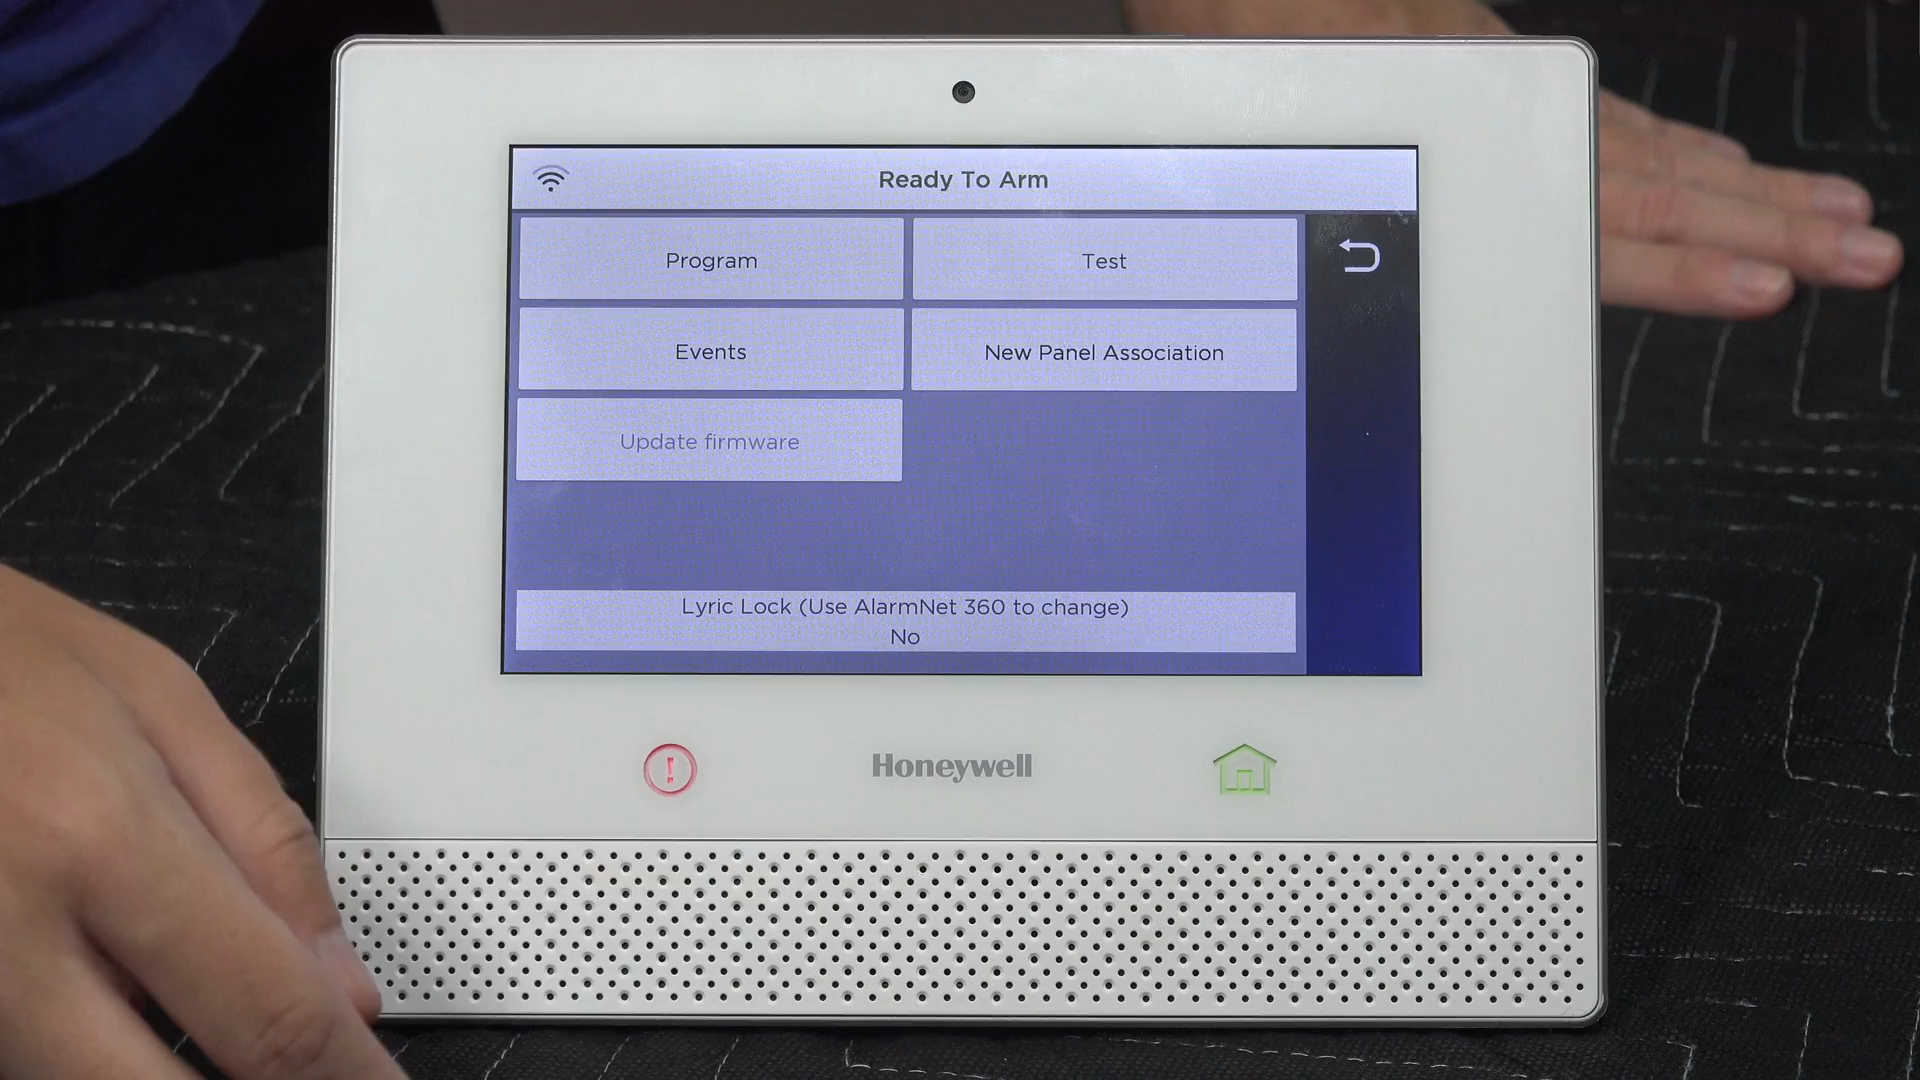 Ready To Arm
Program
Test
Events
New Panel Association
Update firmware
Lyric Lock (Use AlarmNet 360 to change)
No
Honeywell